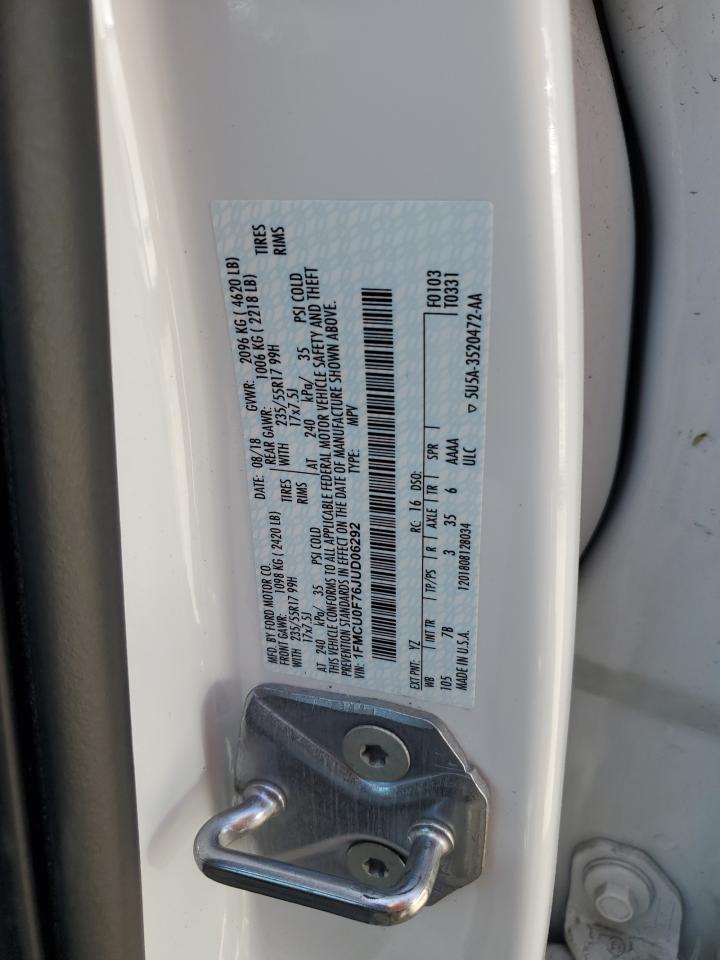 MFD. BY FORD MOTOR CO. DATE: 08/18 GVWR: 2096 KG ( 4620 LB)
FRONT GAWR: 1098 KG ( 2420 LB) REAR GAWR: 1006 KG ( 2218 LB)
WITH 235/55R17 99H TIRES WITH 235/55R17 99H TIRES
17x7.5J RIMS 17x7.5J RIMS
AT 240 kPa/ 35 PSI COLD AT 240 kPa/ 35 PSI COLD
THIS VEHICLE CONFORMS TO ALL APPLICABLE FEDERAL MOTOR VEHICLE SAFETY AND THEFT
PREVENTION STANDARDS IN EFFECT ON THE DATE OF MANUFACTURE SHOWN ABOVE.
VIN: 1FMCU0F76JUD06292 TYPE: MPV
EXT PNT: YZ RC: 16 DSO: F0103
WB INT TR TP/PS R AXLE TR SPR T0331
105 7B 3 35 6 AAAA
MADE IN U.S.A. 1201808128034 ULC ▽ 5U5A-3520472-AA